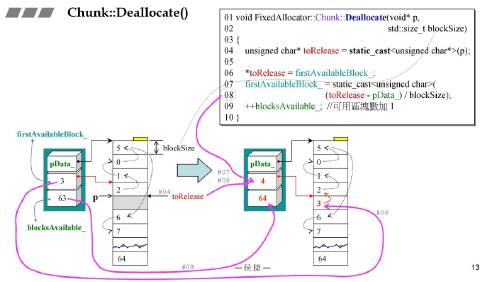 Chunk::Deallocate()
01 void FixedAllocator::Chunk::Deallocate(void* p,
02 std::size_t blockSize)
03 {
04 unsigned char* toRelease = static_cast<unsigned char*>(p);
05
06 *toRelease = firstAvailableBlock_;
07 firstAvailableBlock_ = static_cast<unsigned char>(
08 (toRelease - pData_) / blockSize);
09 ++blocksAvailable_; //可用區塊數加 1
10 }
firstAvailableBlock_
pData_
3
63
blocksAvailable_
5
0
1
2
6
7
64
blockSize
p
#04
toRelease
#07
#08
pData_
4
64
5
0
1
2
3
6
7
64
#06
#09
—侯捷—
13